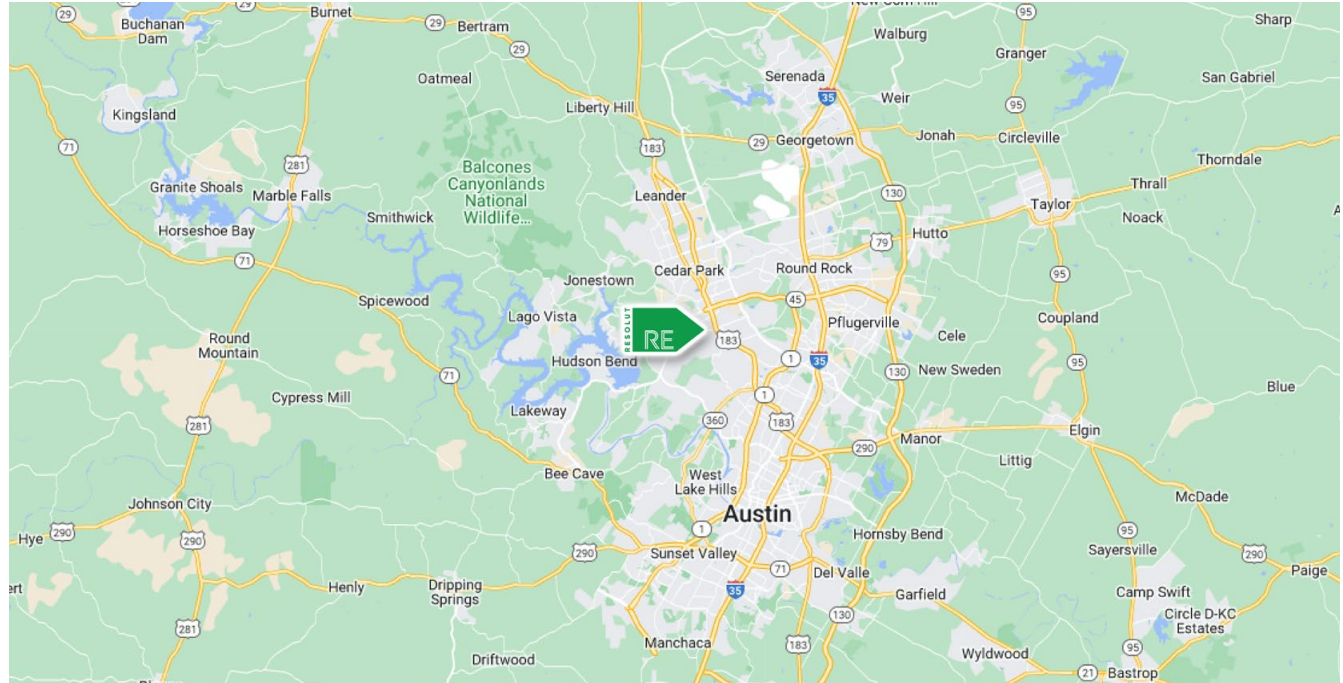 New Corn Hill
95
Buchanan
Dam
29
Burnet
29
Bertram
Walburg
Granger
Sharp
29
Oatmeal
Serenada
San Gabriel
Kingsland
35
Weir
95
Liberty Hill
71
183
29
Georgetown
Jonah
Circleville
281
Balcones
Canyonlands
National
Wildlife...
Thorndale
Granite Shoals
Marble Falls
Leander
130
Thrall
Smithwick
Taylor
Noack
Horseshoe Bay
79
Hutto
71
Jonestown
Cedar Park
Round Rock
95
Spicewood
45
Lago Vista
RESOLUT
RE
Pflugerville
Coupland
Round
Mountain
183
Cele
Hudson Bend
1
35
95
71
130
New Sweden
Cypress Mill
1
Blue
Lakeway
360
183
281
290
Manor
Elgin
Bee Cave
West
Lake Hills
Littig
Johnson City
McDade
Austin
Hye
290
1
Hornsby Bend
95
290
290
Sunset Valley
Sayersville
290
71
Del Valle
Paige
ert
Henly
Dripping
Springs
35
Garfield
Camp Swift
130
Circle D-KC
Estates
281
Manchaca
183
95
Driftwood
Wyldwood
21
Bastrop